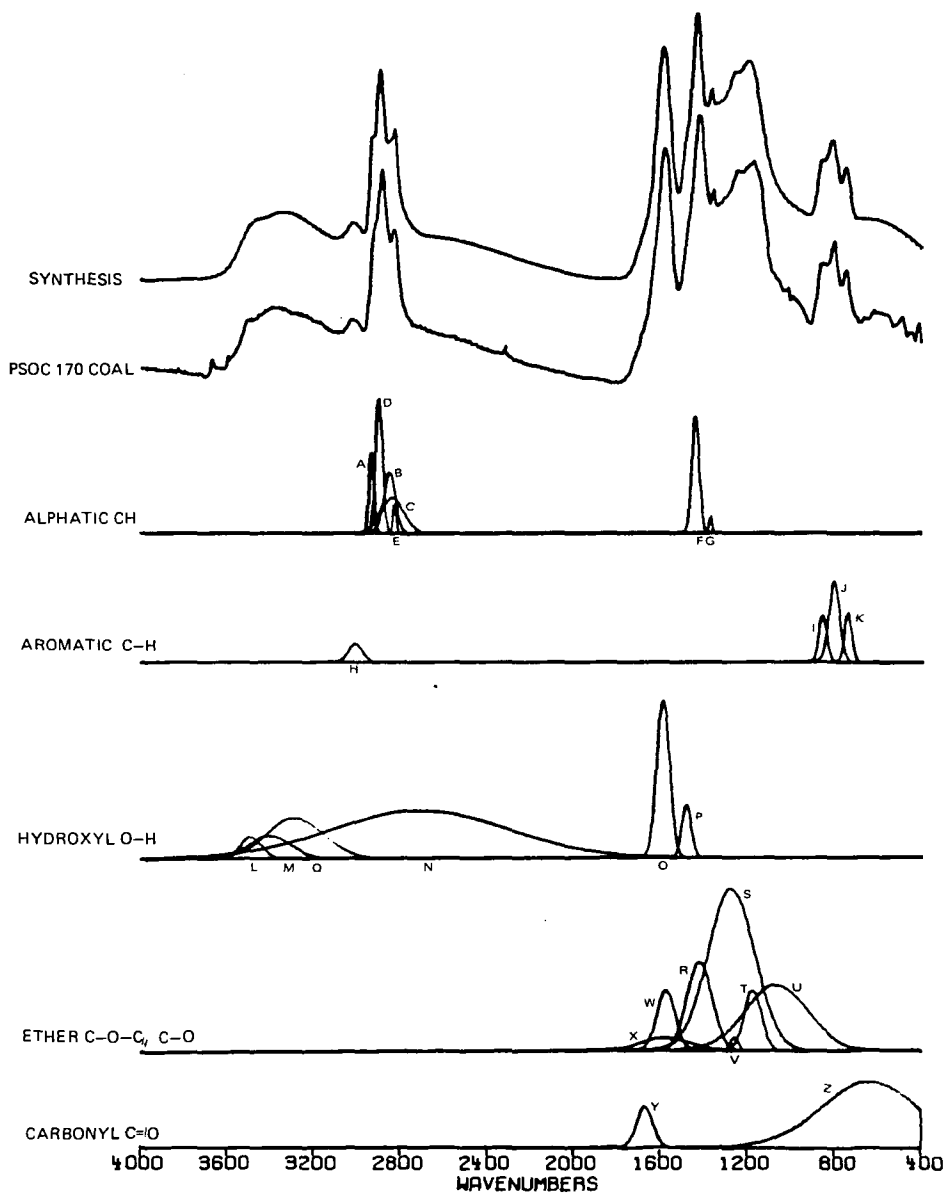 SYNTHESIS
PSOC 170 COAL
D
A
B
C
ALPHATIC CH
E
F G
J
I
K
AROMATIC C-H
H
P
HYDROXYL O-H
L M Q N O
S
R
W
T
U
X
ETHER C-O-C,, C-O
V
Z
Y
CARBONYL C=O
4000 3600 3200 2800 2400 2000 1600 1200 800 400
WAVENUMBERS